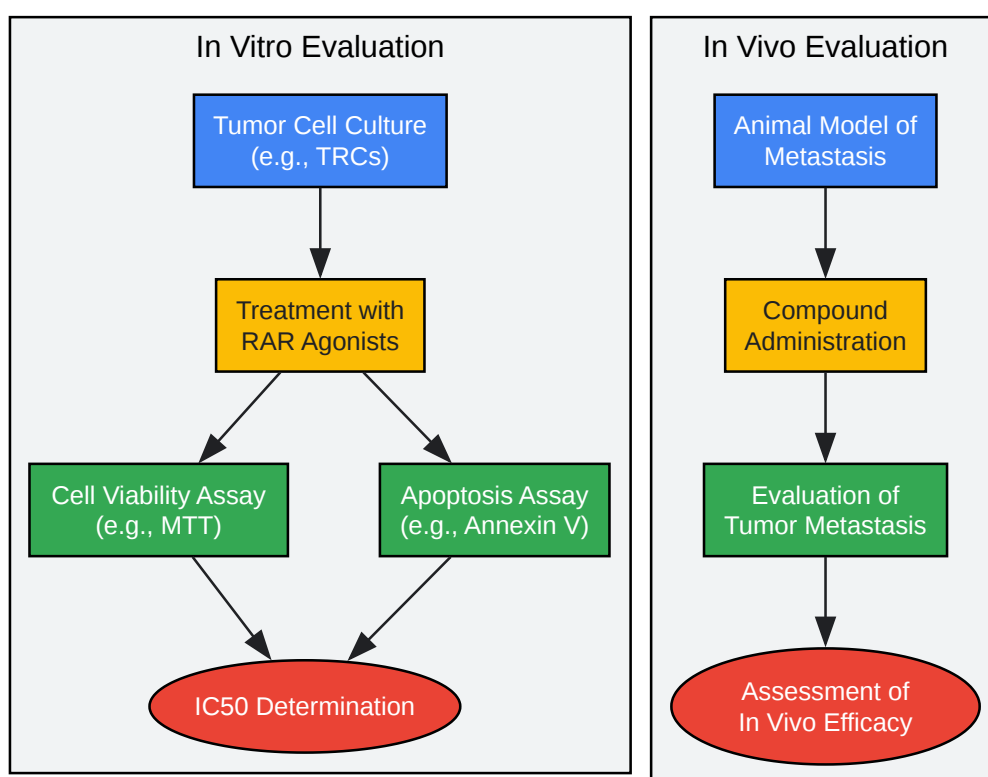 In Vitro Evaluation
Tumor Cell Culture
(e.g., TRCs)
Treatment with
RAR Agonists
Cell Viability Assay
(e.g., MTT)
Apoptosis Assay
(e.g., Annexin V)
IC50 Determination
In Vivo Evaluation
Animal Model of
Metastasis
Compound
Administration
Evaluation of
Tumor Metastasis
Assessment of
In Vivo Efficacy